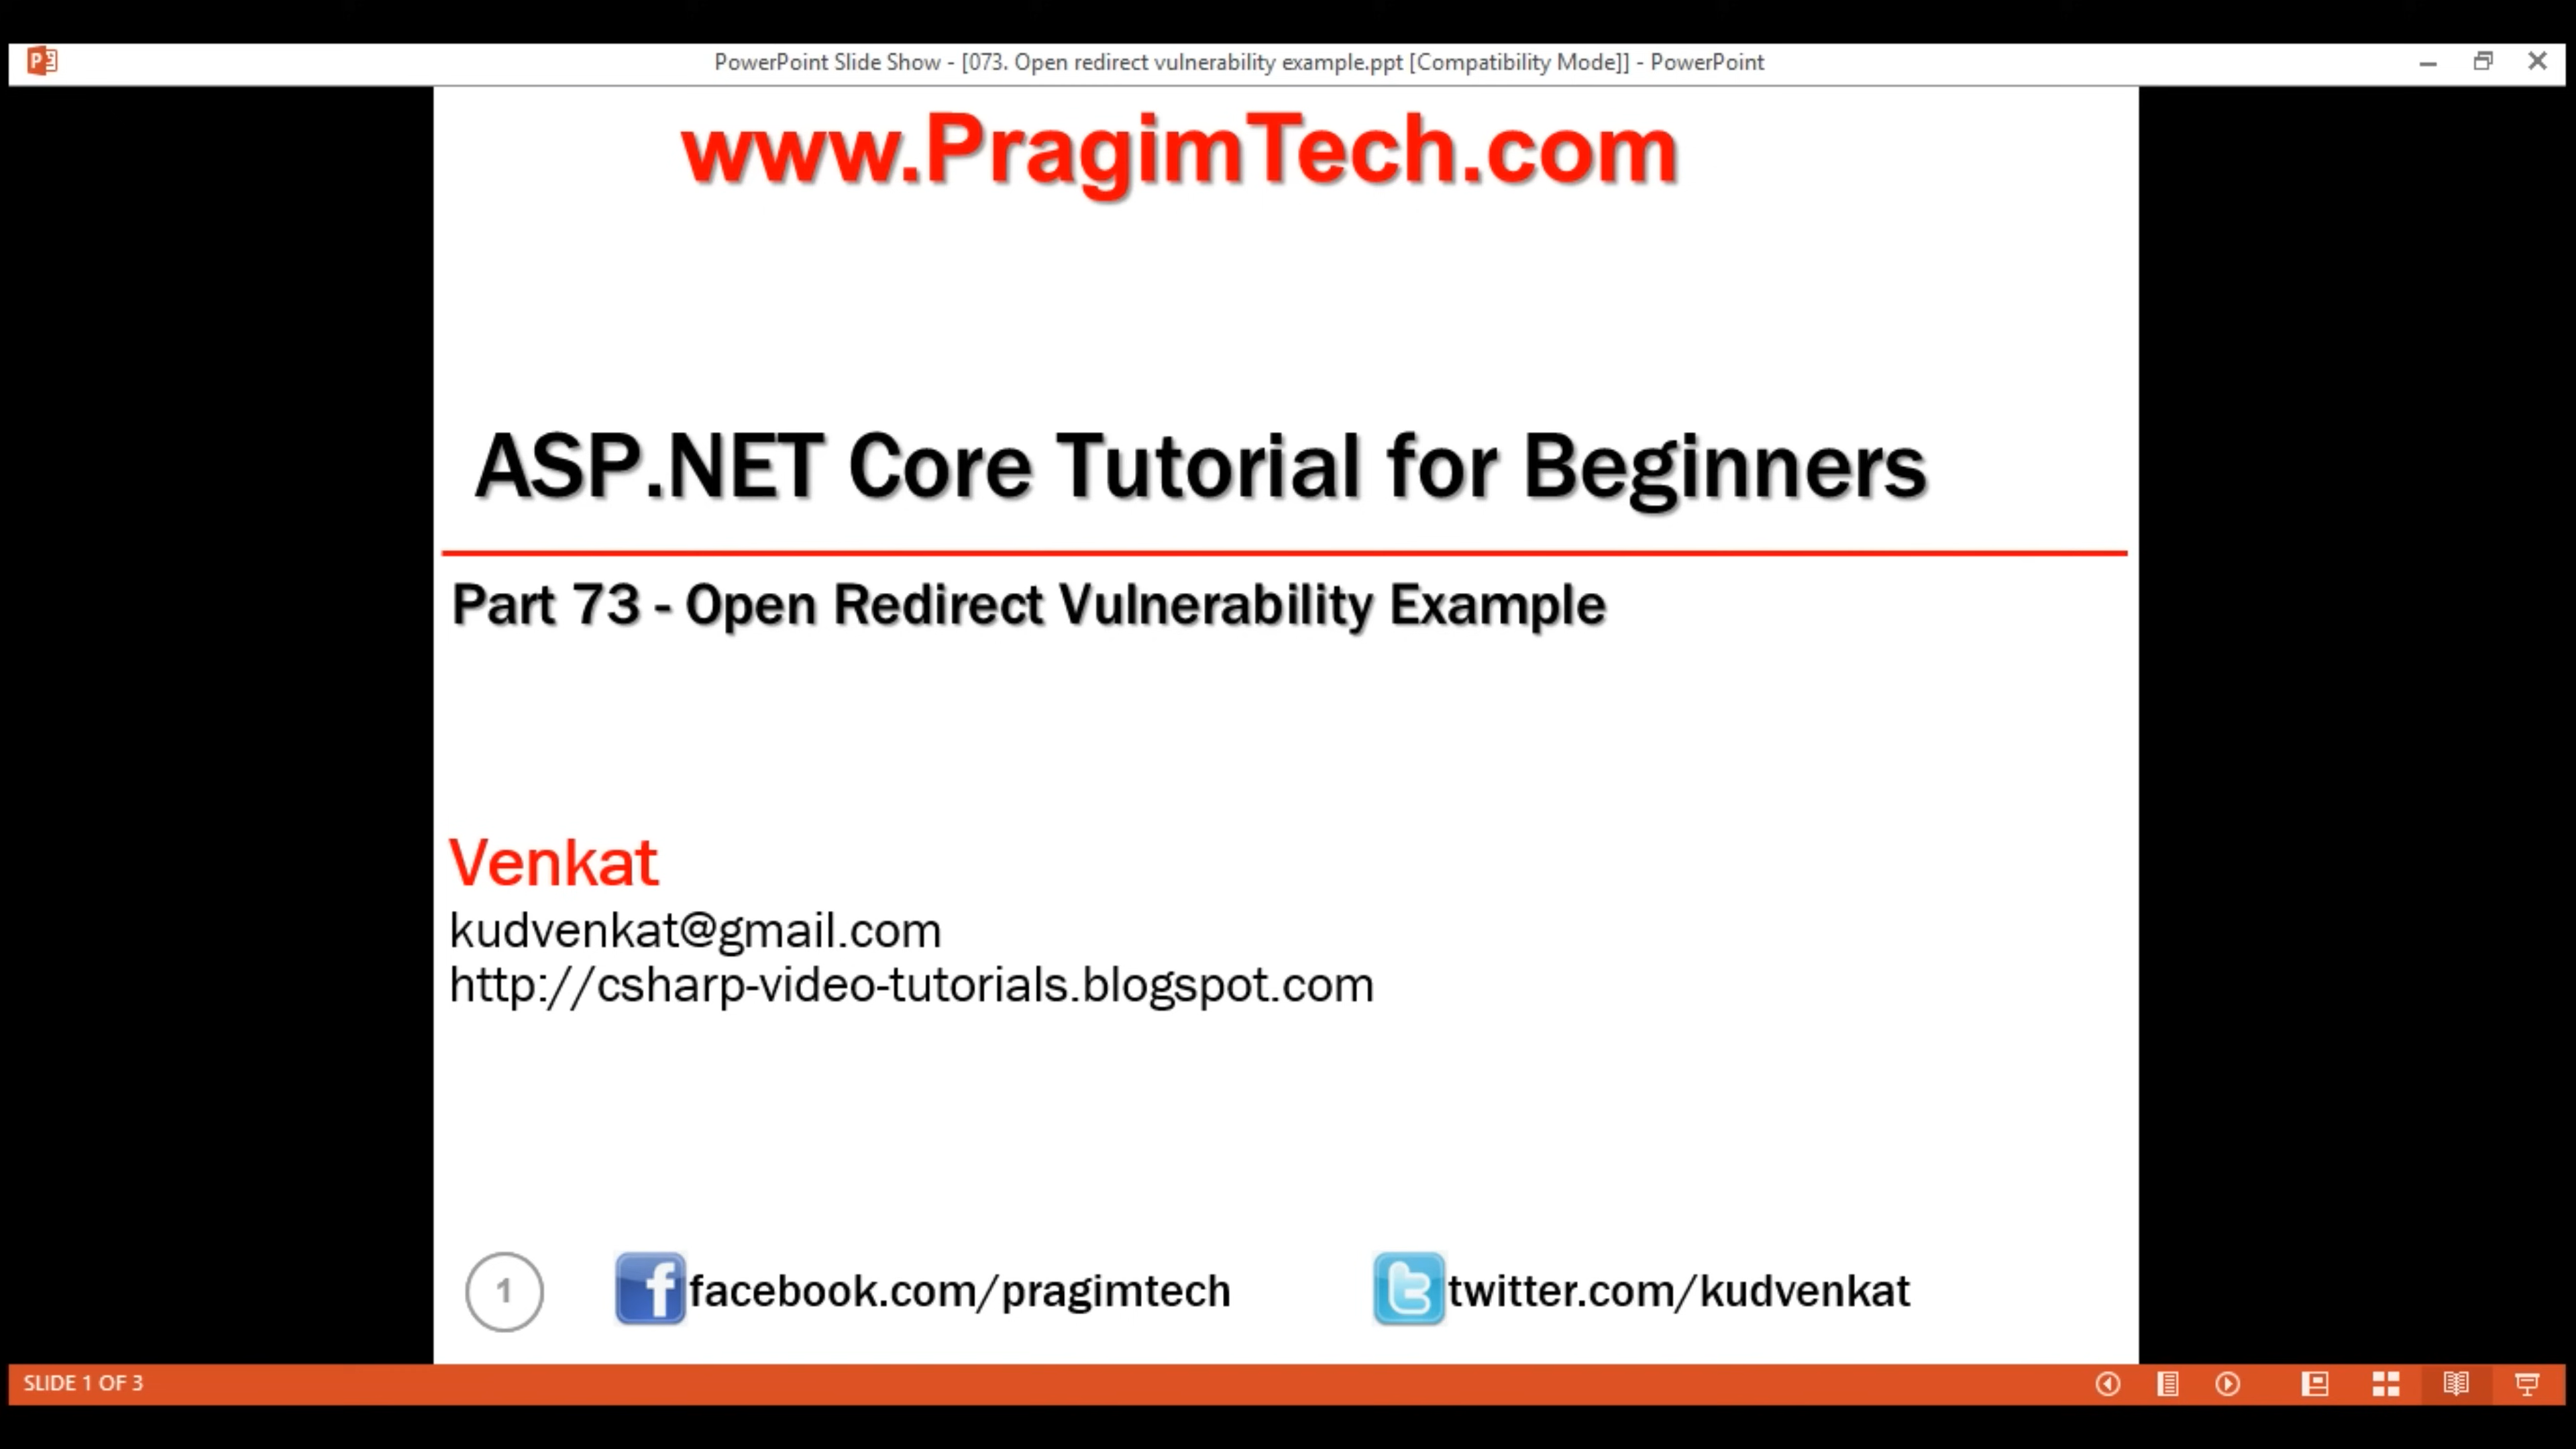 PowerPoint Slide Show - [073. Open redirect vulnerability example.ppt [Compatibility Mode]] - PowerPoint
www.PragimTech.com
ASP.NET Core Tutorial for Beginners
Part 73 - Open Redirect Vulnerability Example
Venkat
kudvenkat@gmail.com
http://csharp-video-tutorials.blogspot.com
1
facebook.com/pragimtech
twitter.com/kudvenkat
SLIDE 1 OF 3